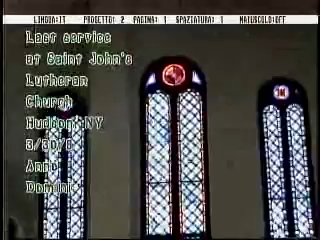 LINGUA:IT PROGETTO: 2 PAGINA: 1 SPAZIATURA: 1 MAIUSCOLO:OFF
Last service
at Saint John's
Lutheran
Church
Hudson, NY
3/30/8
Anno
Domini